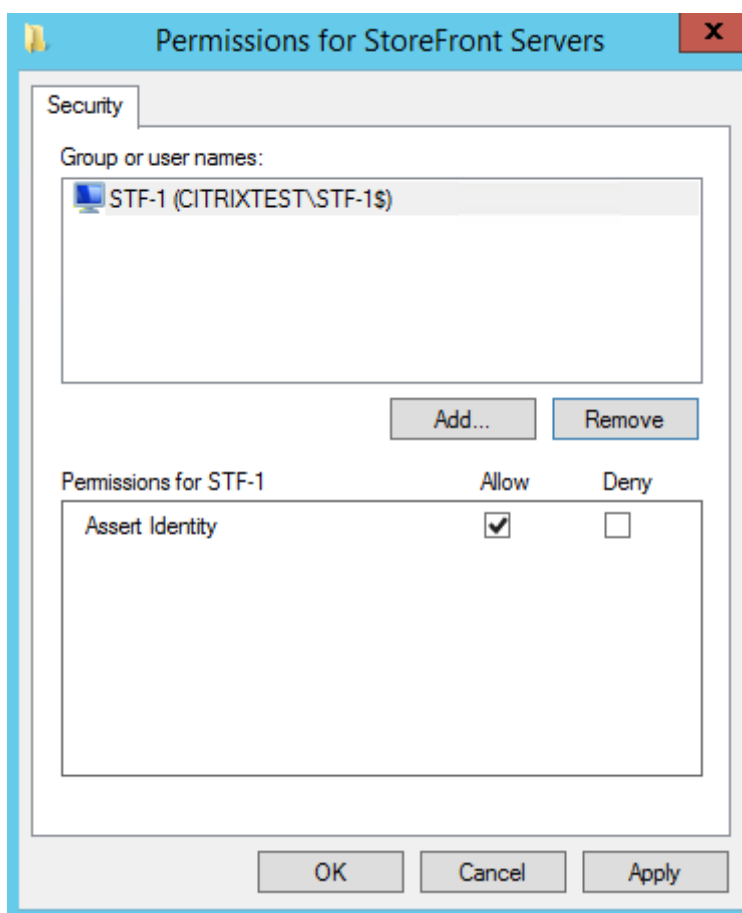 Permissions for StoreFront Servers
x
Security
Group or user names:
STF-1 (CITRIXTEST\STF-1$)
Add... Remove
Permissions for STF-1 Allow Deny
Assert Identity
OK Cancel Apply